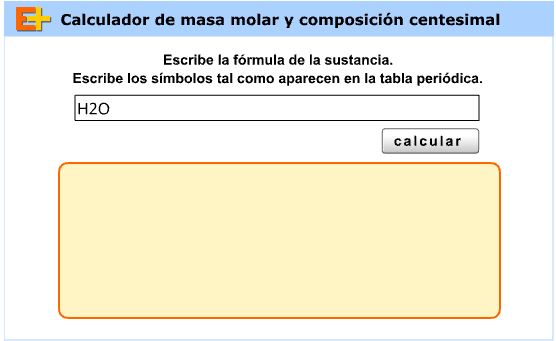 E+ Calculador de masa molar y composición centesimal
Escribe la fórmula de la sustancia.
Escribe los símbolos tal como aparecen en la tabla periódica.
H2O
calcular